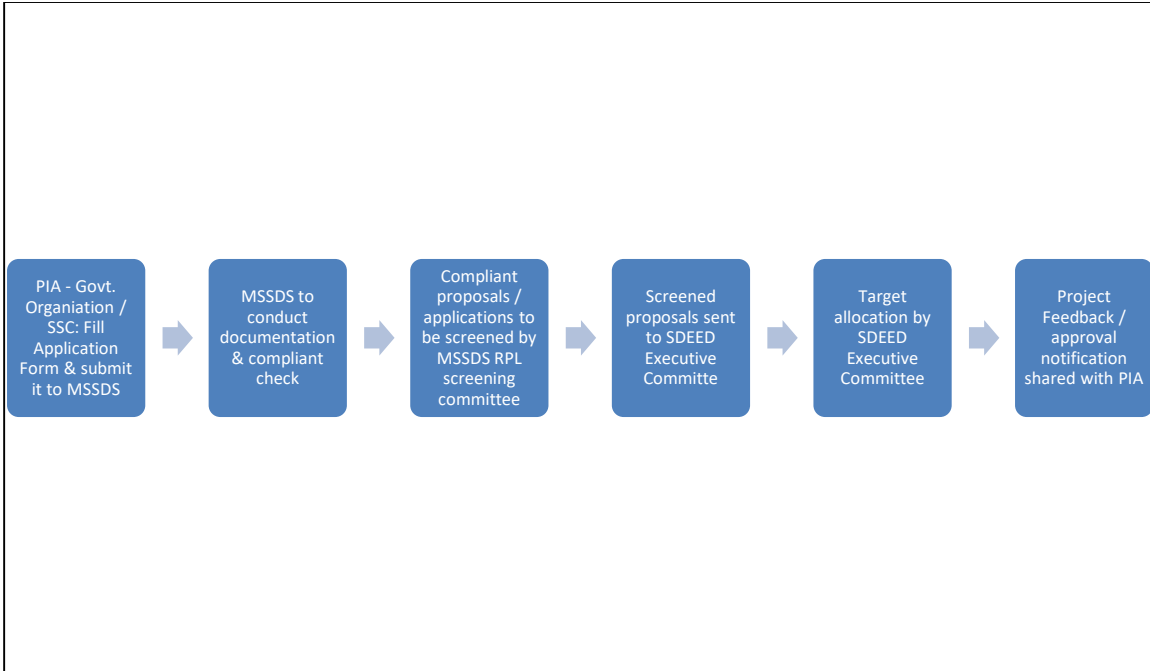 PIA - Govt.
Organiation /
SSC: Fill
Application
Form & submit
it to MSSDS
MSSDS to
conduct
documentation
& compliant
check
Compliant
proposals /
applications to
be screened by
MSSDS RPL
screening
committee
Screened
proposals sent
to SDEED
Executive
Committe
Target
allocation by
SDEED
Executive
Committee
Project
Feedback /
approval
notification
shared with PIA